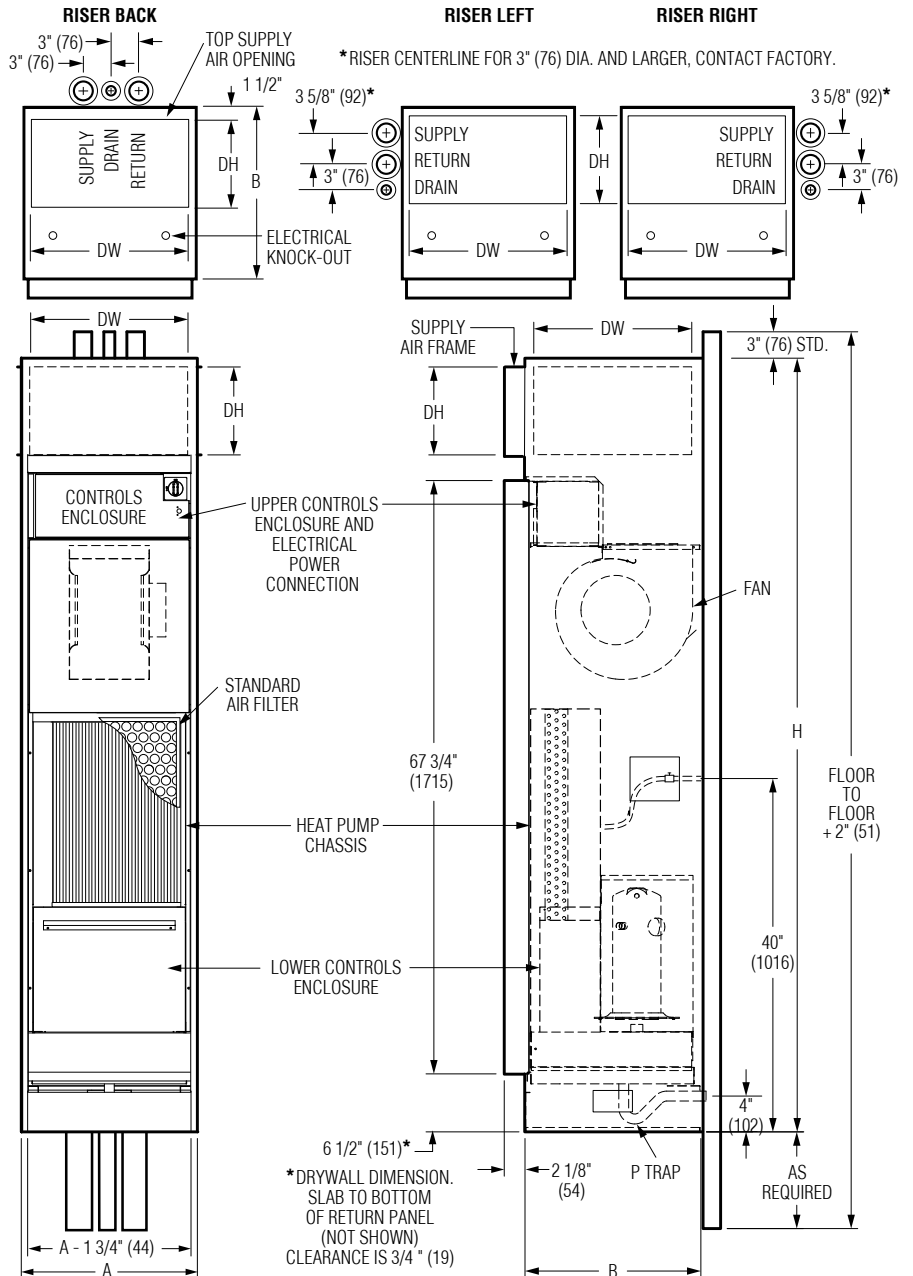 RISER BACK
RISER LEFT
RISER RIGHT
3" (76)
3" (76)
TOP SUPPLY
AIR OPENING
*RISER CENTERLINE FOR 3" (76) DIA. AND LARGER, CONTACT FACTORY.
1 1/2"
SUPPLY
DRAIN
RETURN
DH
B
DW
ELECTRICAL
KNOCK-OUT
3 5/8" (92)*
3" (76)
SUPPLY
RETURN
DRAIN
DH
DW
SUPPLY
RETURN
DRAIN
DW
3 5/8" (92)*
3" (76)
DW
DH
CONTROLS
ENCLOSURE
SUPPLY
AIR FRAME
DW
DH
3" (76) STD.
UPPER CONTROLS
ENCLOSURE AND
ELECTRICAL
POWER
CONNECTION
FAN
STANDARD
AIR FILTER
67 3/4"
(1715)
H
FLOOR
TO
FLOOR
+ 2" (51)
HEAT PUMP
CHASSIS
40"
(1016)
LOWER CONTROLS
ENCLOSURE
4"
(102)
6 1/2" (151)*
*DRYWALL DIMENSION.
SLAB TO BOTTOM
OF RETURN PANEL
(NOT SHOWN)
CLEARANCE IS 3/4 " (19)
2 1/8"
(54)
P TRAP
AS
REQUIRED
A - 1 3/4" (44)
A
B